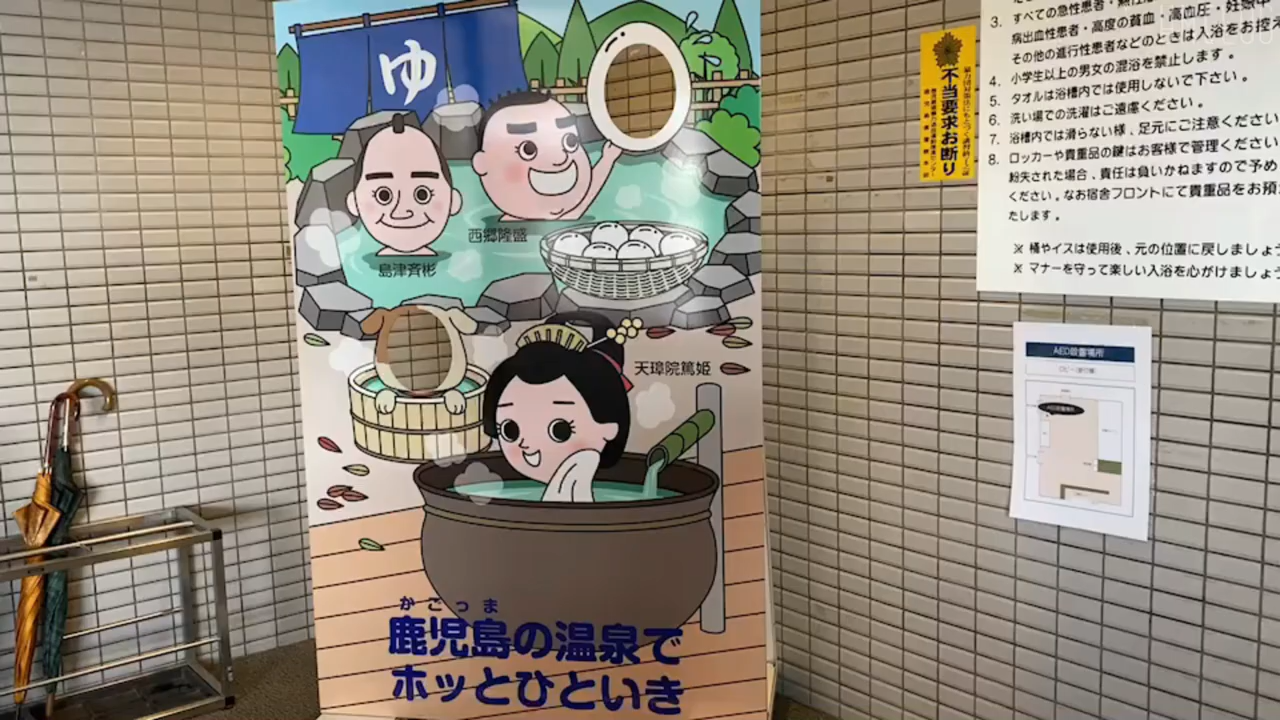 ゆ
島津斉彬
西郷隆盛
天璋院篤姫
かごっま
鹿児島の温泉で
ホッとひといき
不当要求お断り
3. すべての急性患者・熱性
病出血性患者・高度の貧血・高血圧・妊娠中
その他の進行性患者などのときは入浴をお控え
4. 小学生以上の男女の混浴を禁止します。
5. タオルは浴槽内では使用しないで下さい。
6. 洗い場での洗濯はご遠慮ください。
7. 浴槽内では滑らない様、足元にご注意ください
8. ロッカーや貴重品の鍵はお客様で管理ください
紛失された場合、責任は負いかねますので予め
ください。なお宿舎フロントにて貴重品をお預
たします。
※ 桶やイスは使用後、元の位置に戻しましょう
※ マナーを守って楽しい入浴を心がけましょう
AED設置場所